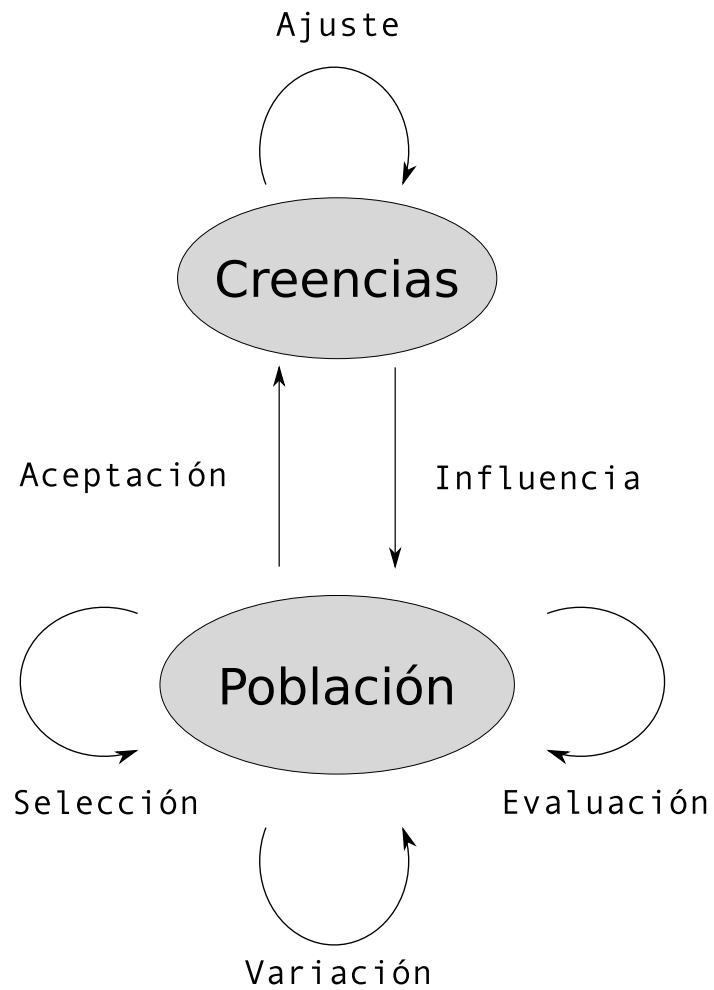 Ajuste
Creencias
Aceptación
Influencia
Población
Selección
Evaluación
Variación